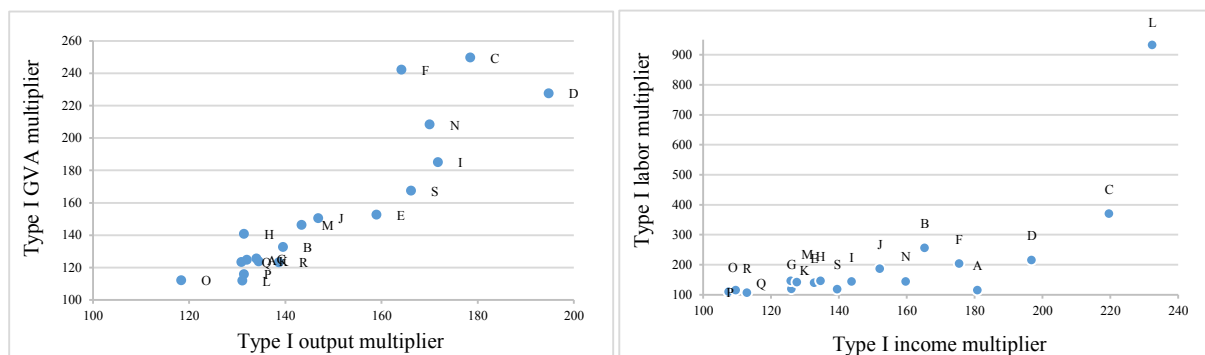 260
240
220
200
180
160
140
120
100
Type I GVA multiplier
C
F
D
N
I
S
E
J
M
H
B
Q
A
G
K
R
P
L
O
100
120
140
160
180
200
Type I output multiplier
900
800
700
600
500
400
300
200
100
Type I labor multiplier
L
C
B
D
F
J
M
H
E
I
N
G
K
S
A
O
R
Q
P
100
120
140
160
180
200
220
240
Type I income multiplier